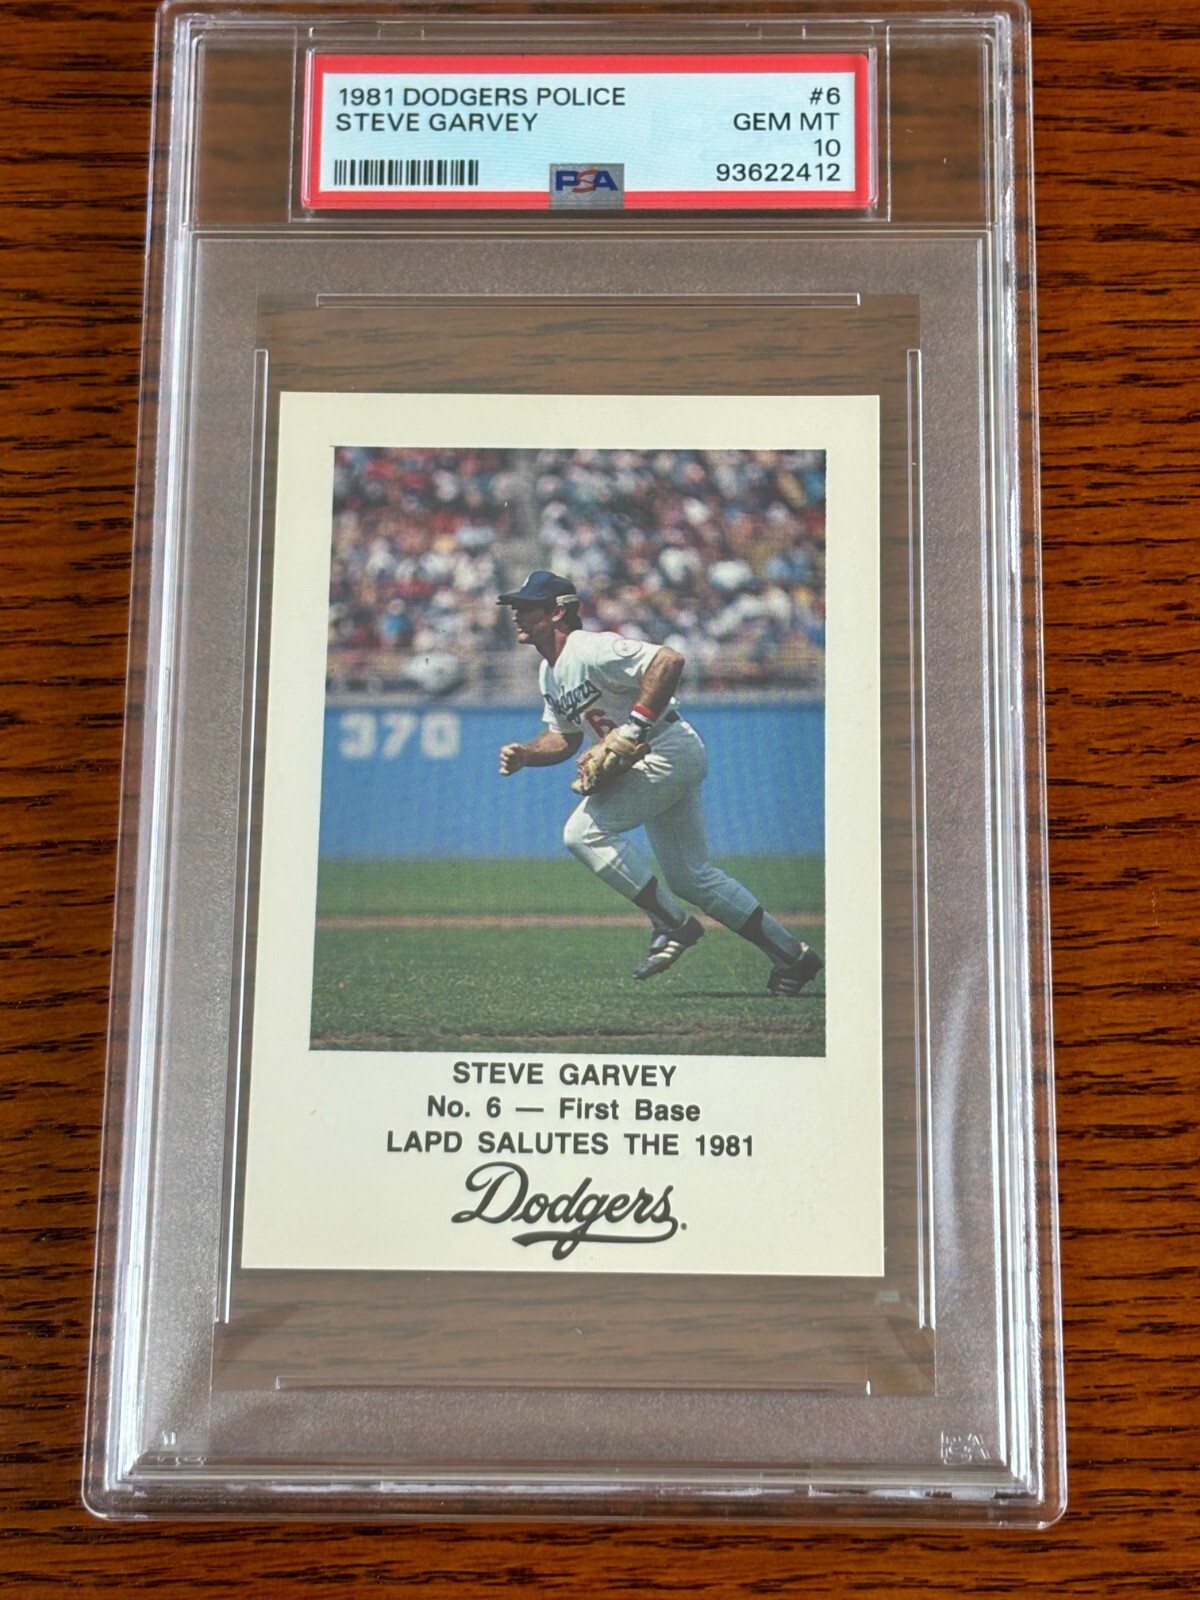 1981 DODGERS POLICE #6
STEVE GARVEY GEM MT
10
PSA 93622412
370
Dodgers
6
STEVE GARVEY
No. 6 — First Base
LAPD SALUTES THE 1981
Dodgers®
PSA